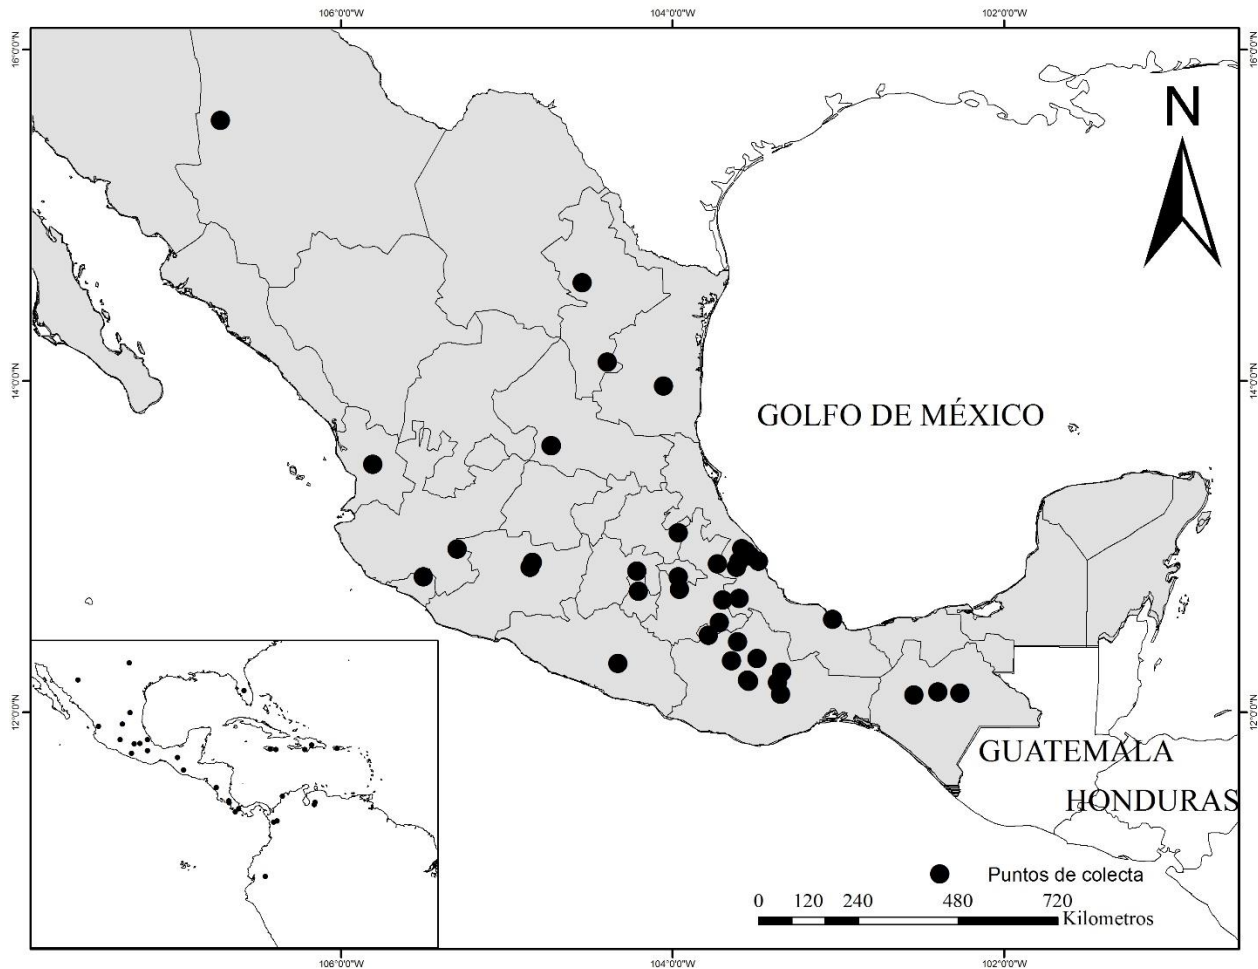 106°0'0"W 104°0'0"W 102°0'0"W
16°0'0"N 16°0'0"N
N
14°0'0"N 14°0'0"N
GOLFO DE MÉXICO
12°0'0"N 12°0'0"N
GUATEMALA
HONDURAS
Puntos de colecta
0 120 240 480 720
Kilometros
106°0'0"W 104°0'0"W 102°0'0"W